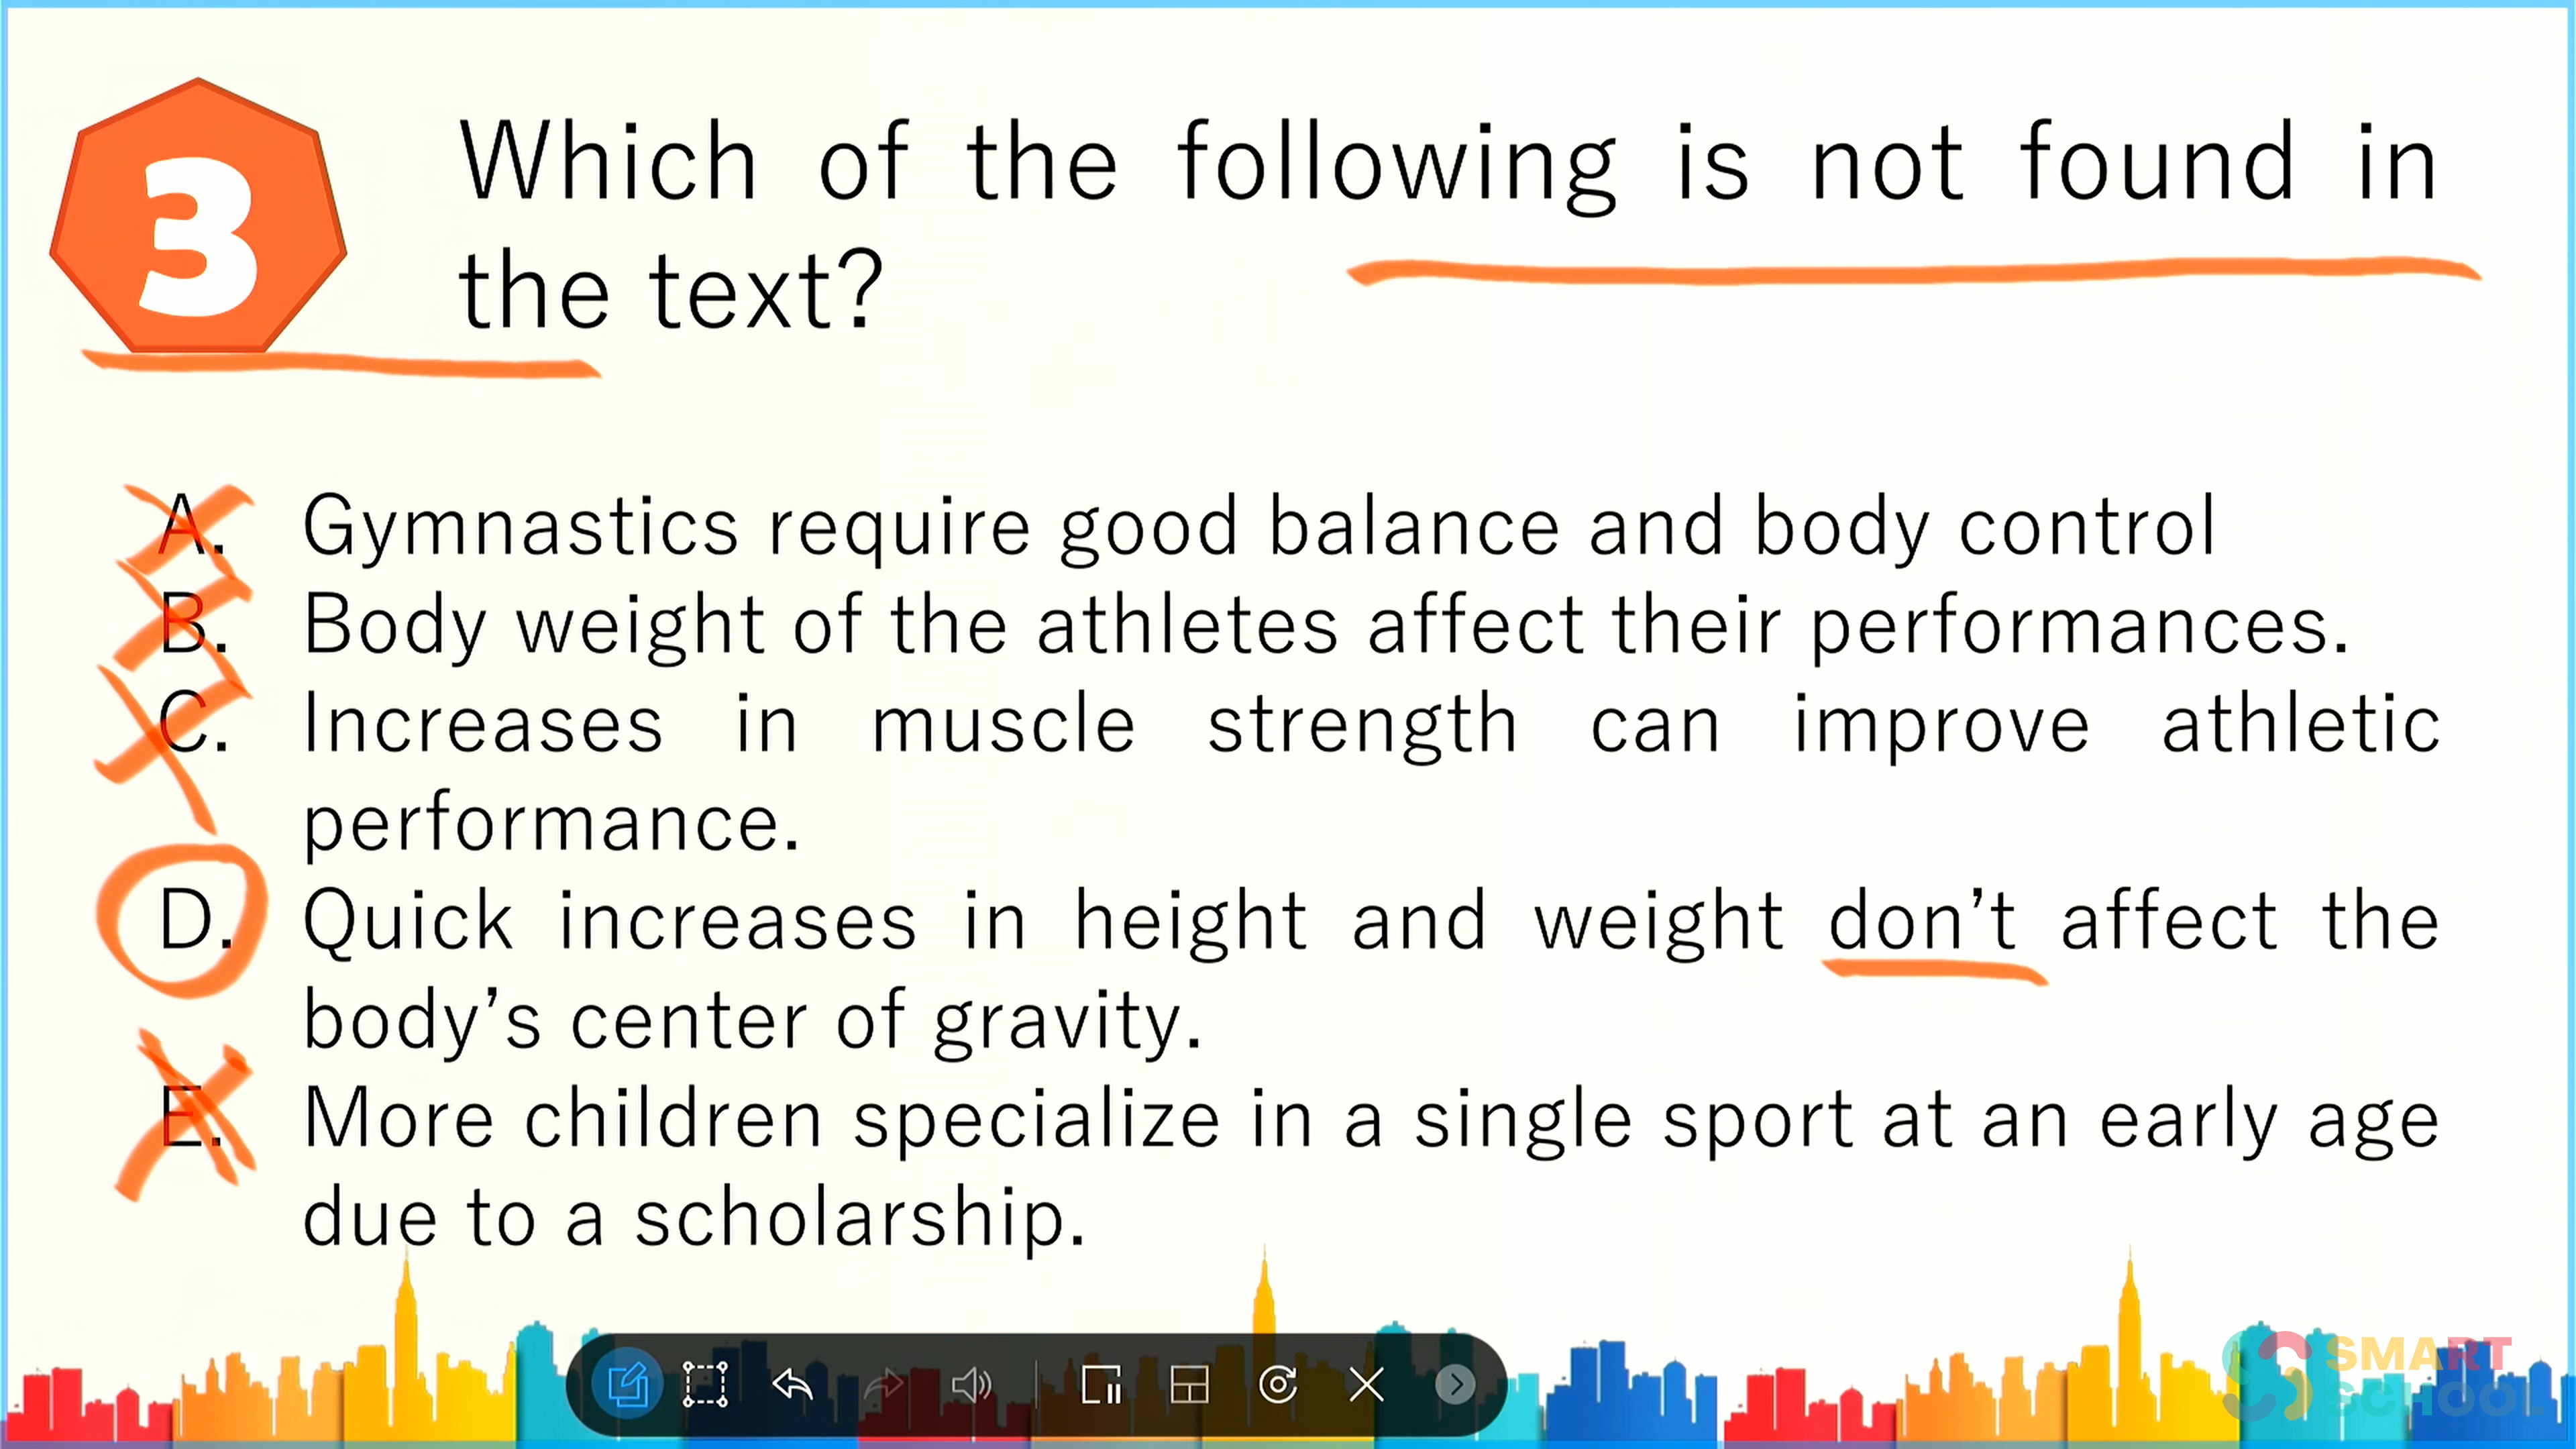 3
Which of the following is not found in
the text?
A. Gymnastics require good balance and body control
B. Body weight of the athletes affect their performances.
C. Increases in muscle strength can improve athletic
performance.
D. Quick increases in height and weight don't affect the
body's center of gravity.
E. More children specialize in a single sport at an early age
due to a scholarship.
SMART
SCHOOL